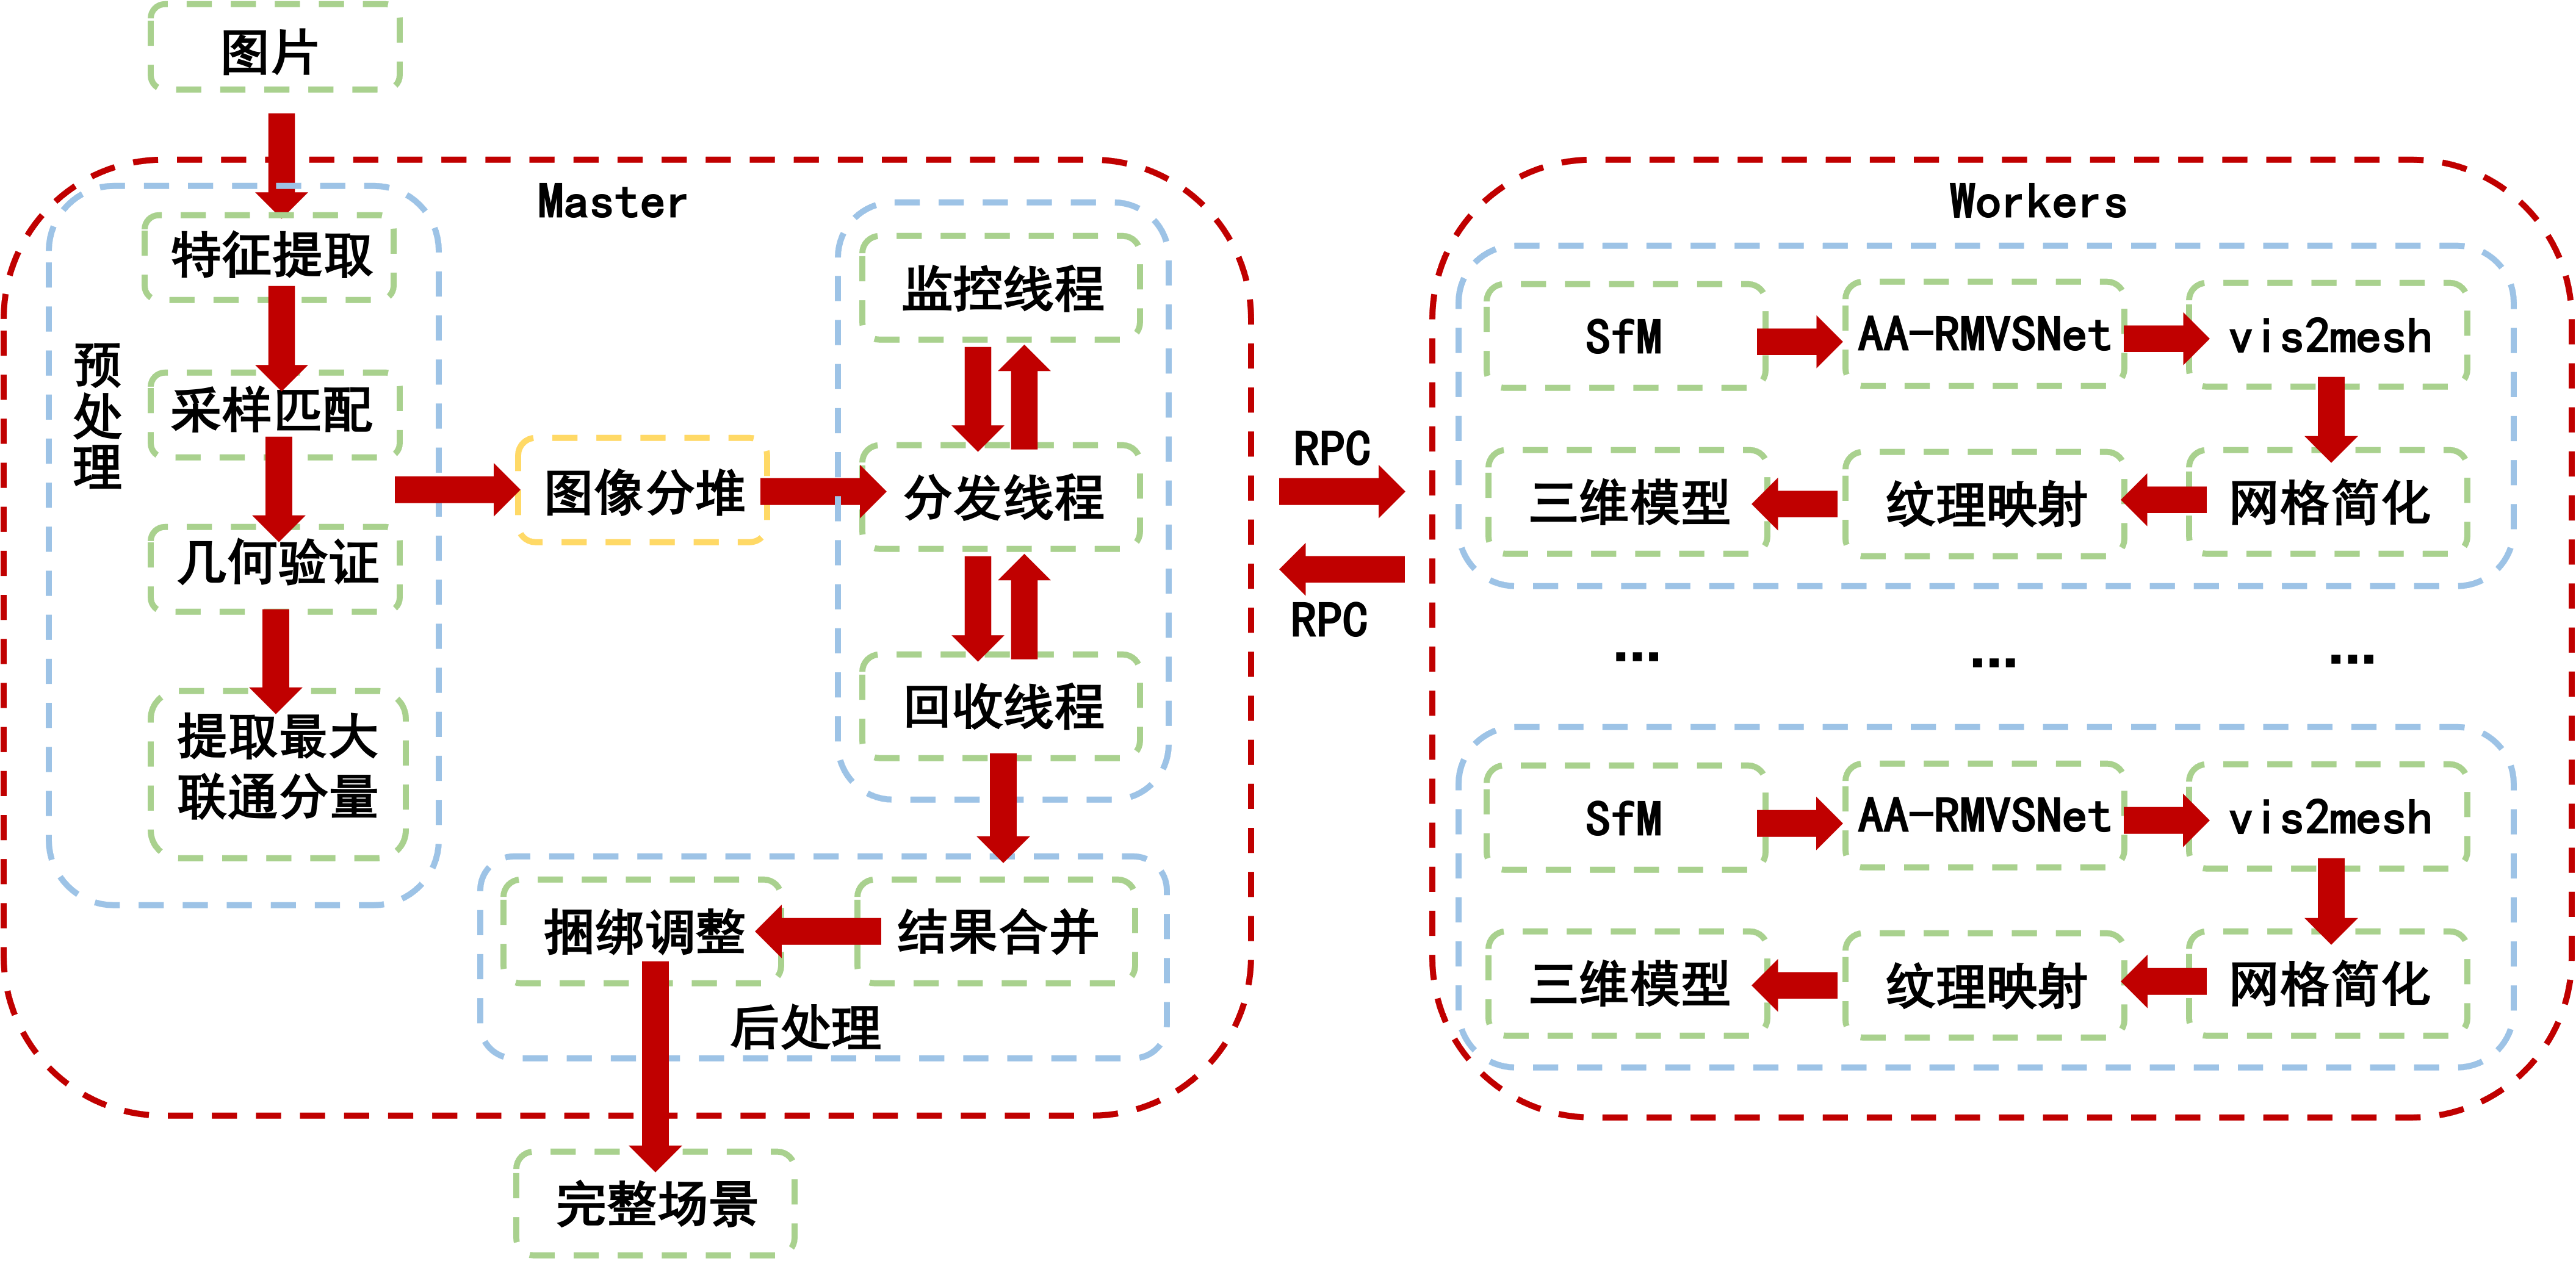 图片
Master
预
处
理
特征提取
采样匹配
几何验证
提取最大
联通分量
图像分堆
监控线程
分发线程
回收线程
捆绑调整
结果合并
后处理
完整场景
RPC
RPC
Workers
SfM
AA-RMVSNet
vis2mesh
三维模型
纹理映射
网格简化
... ... ...
SfM
AA-RMVSNet
vis2mesh
三维模型
纹理映射
网格简化